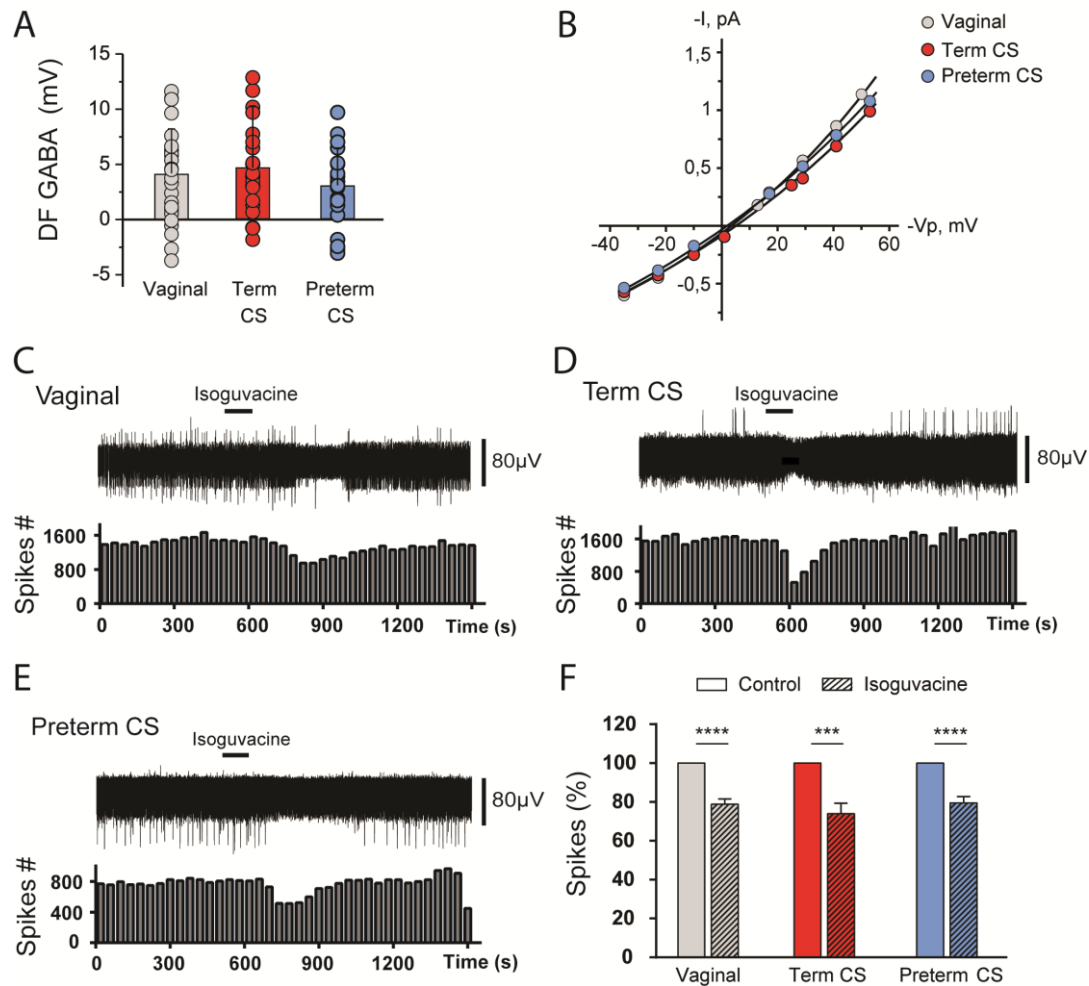 A
DF GABA (mV)
15
10
5
0
-5
Vaginal
Term CS
Preterm CS
B
-I, pA
1,5
1
0,5
-0,5
-40
-20
20
40
60
-Vp, mV
Vaginal
Term CS
Preterm CS
C
Vaginal
Isoguvacine
80µV
Spikes #
1600
800
0
0
300
600
900
1200
Time (s)
D
Term CS
Isoguvacine
80µV
Spikes #
1600
800
0
0
300
600
900
1200
Time (s)
E
Preterm CS
Isoguvacine
80µV
Spikes #
800
400
0
0
300
600
900
1200
Time (s)
F
Control
Isoguvacine
Spikes (%)
120
100
80
60
40
20
0
****
***
****
Vaginal
Term CS
Preterm CS